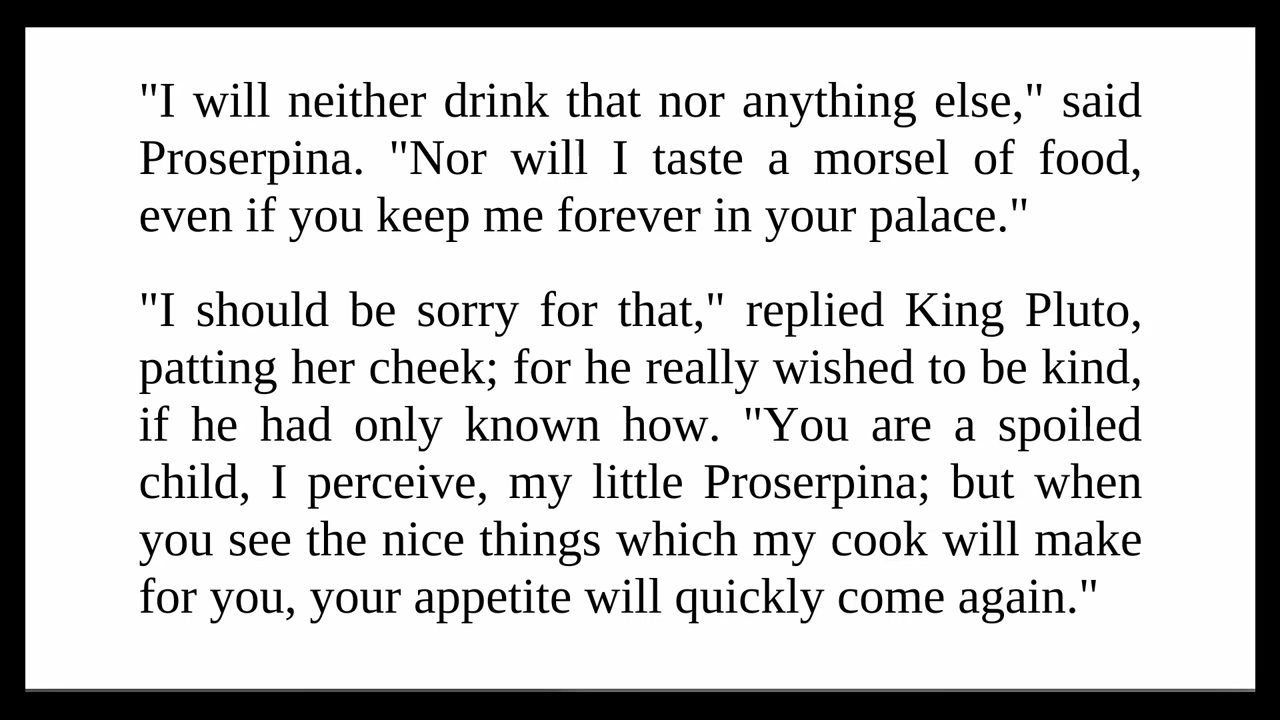 "I will neither drink that nor anything else," said
Proserpina. "Nor will I taste a morsel of food,
even if you keep me forever in your palace."
"I should be sorry for that," replied King Pluto,
patting her cheek; for he really wished to be kind,
if he had only known how. "You are a spoiled
child, I perceive, my little Proserpina; but when
you see the nice things which my cook will make
for you, your appetite will quickly come again."